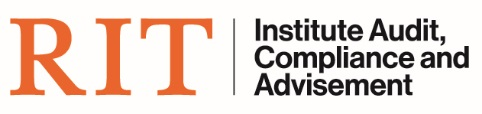 RIT
Institute Audit,
Compliance and
Advisement